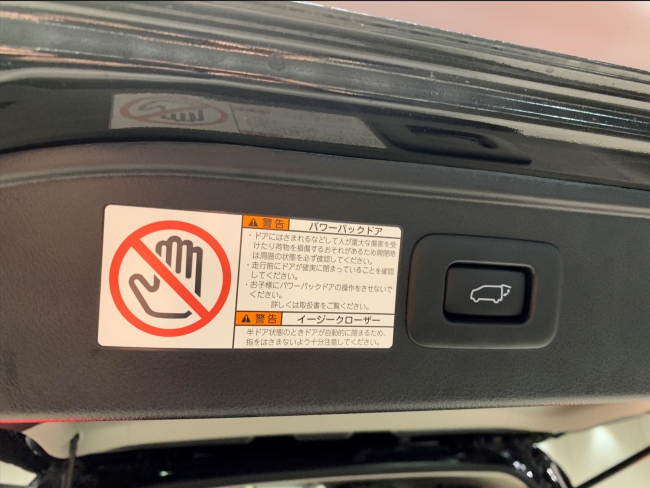 警告 パワーバックドア
・ドアにはさまれるなどして人が重大な傷害を受
けたり荷物を損傷するおそれがあるため開閉時
は周囲の状態を必ず確認してください。
・走行前にドアが確実に閉まっていることを確認
してください。
・お子様にパワーバックドアの操作をさせないで
ください。
詳しくは取扱書をご覧ください。
警告 イージークローザー
半ドア状態のときドアが自動的に閉まるため、
指をはさまないよう十分注意してください。